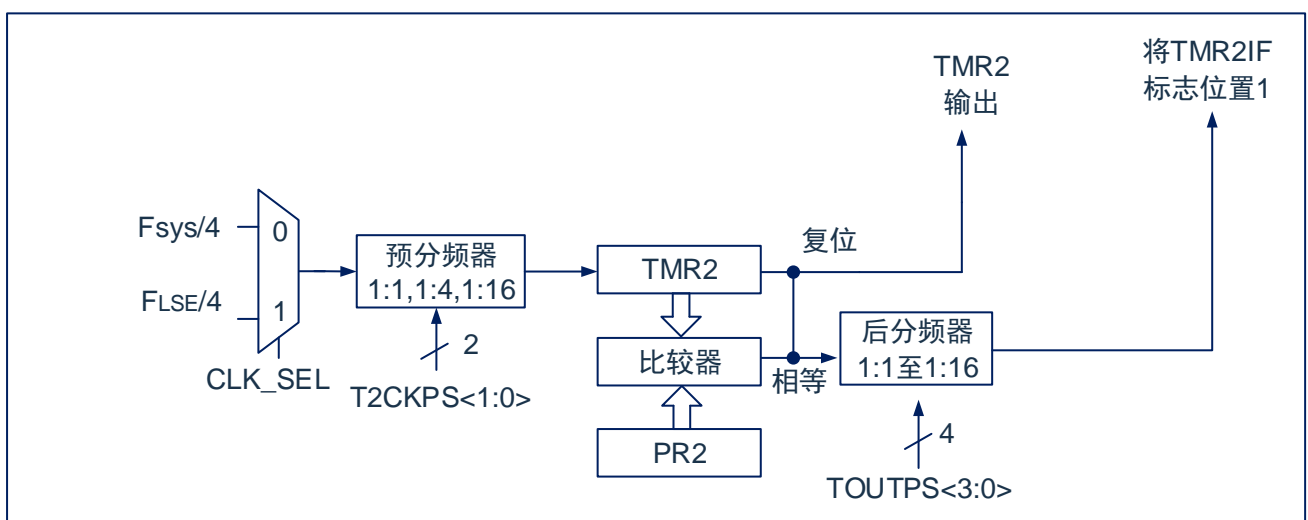 TMR2
输出
将TMR2IF
标志位置1
Fsys/4
0
FLSE/4
1
CLK_SEL
预分频器
1:1,1:4,1:16
2
T2CKPS<1:0>
TMR2
复位
比较器
相等
PR2
后分频器
1:1至1:16
4
TOUTPS<3:0>